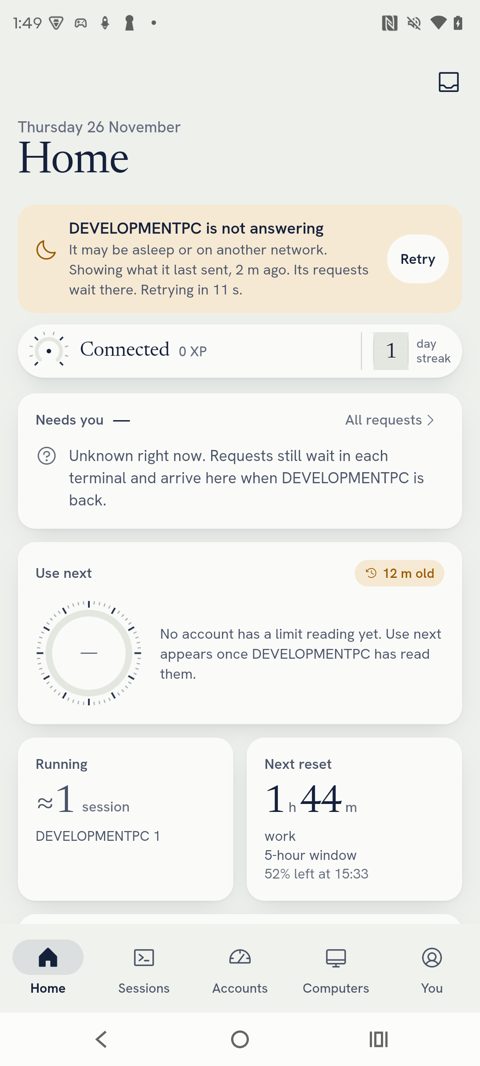 1:49
Thursday 26 November
Home
DEVELOPMENTPC is not answering
It may be asleep or on another network.
Showing what it last sent, 2 m ago. Its requests
wait there. Retrying in 11 s.
Retry
Connected 0 XP
1 day
streak
Needs you —
All requests
Unknown right now. Requests still wait in each
terminal and arrive here when DEVELOPMENTPC is
back.
Use next
12 m old
—
No account has a limit reading yet. Use next
appears once DEVELOPMENTPC has read
them.
Running
≈1 session
DEVELOPMENTPC 1
Next reset
1 h 44 m
work
5-hour window
52% left at 15:33
Home
Sessions
Accounts
Computers
You